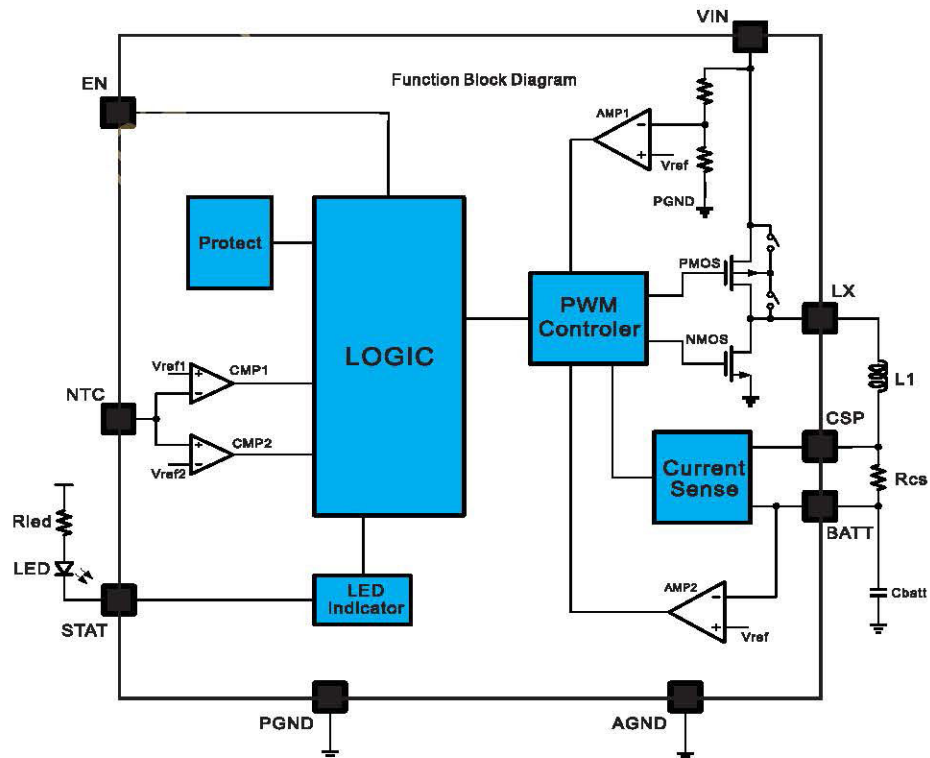 VIN
EN
Function Block Diagram
AMP1
-
+
Vref
PGND
Protect
PMOS
LX
PWM
Controler
LOGIC
NMOS
L1
Vref1
+
-
CMP1
NTC
+
-
CMP2
Vref2
CSP
Current
Sense
Rcs
BATT
Rled
LED
LED
Indicator
STAT
AMP2
-
+
Vref
Cbatt
PGND
AGND